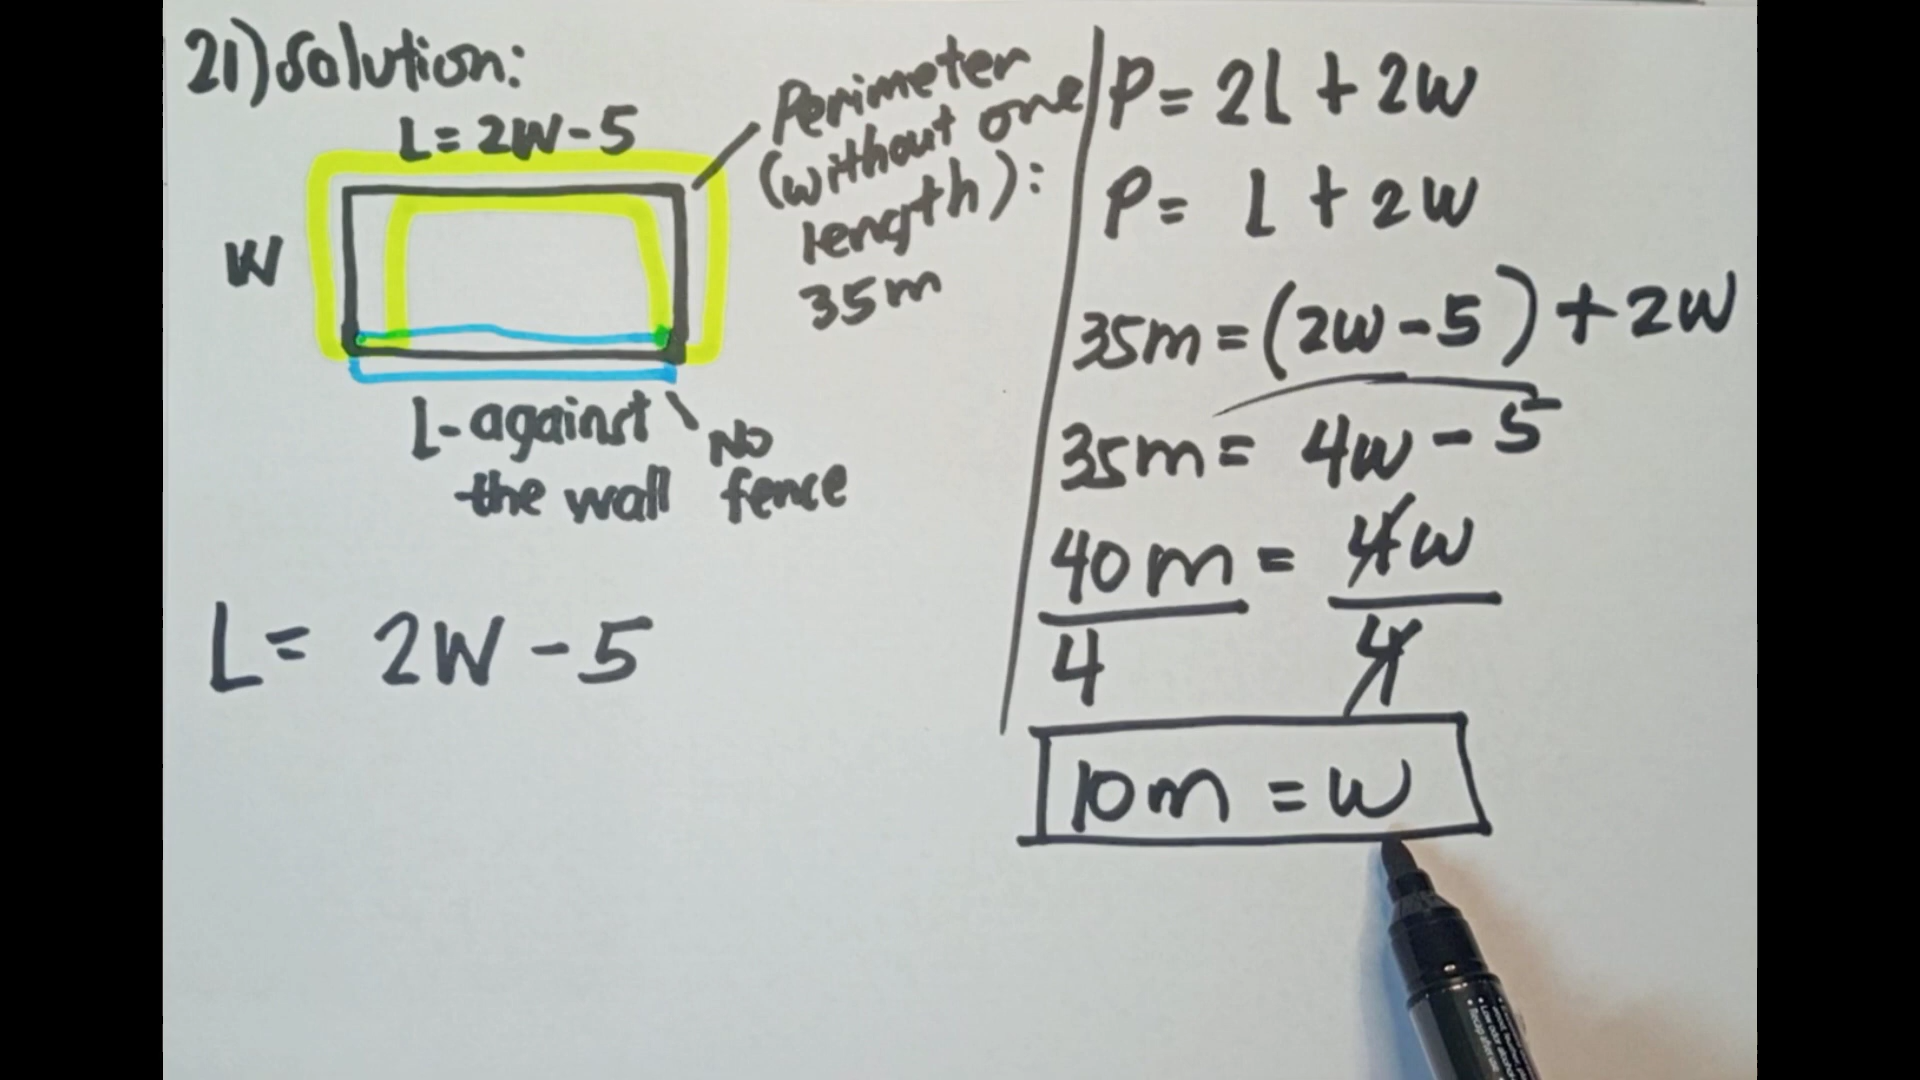 21) Solution:
L = 2W - 5
W
Perimeter
(without one
length):
35m
L - against
the wall
No
fence
L = 2W - 5
P = 2l + 2w
P = l + 2w
35m = (2w - 5) + 2w
35m = 4w - 5
40m = 4w
4 4
10m = w